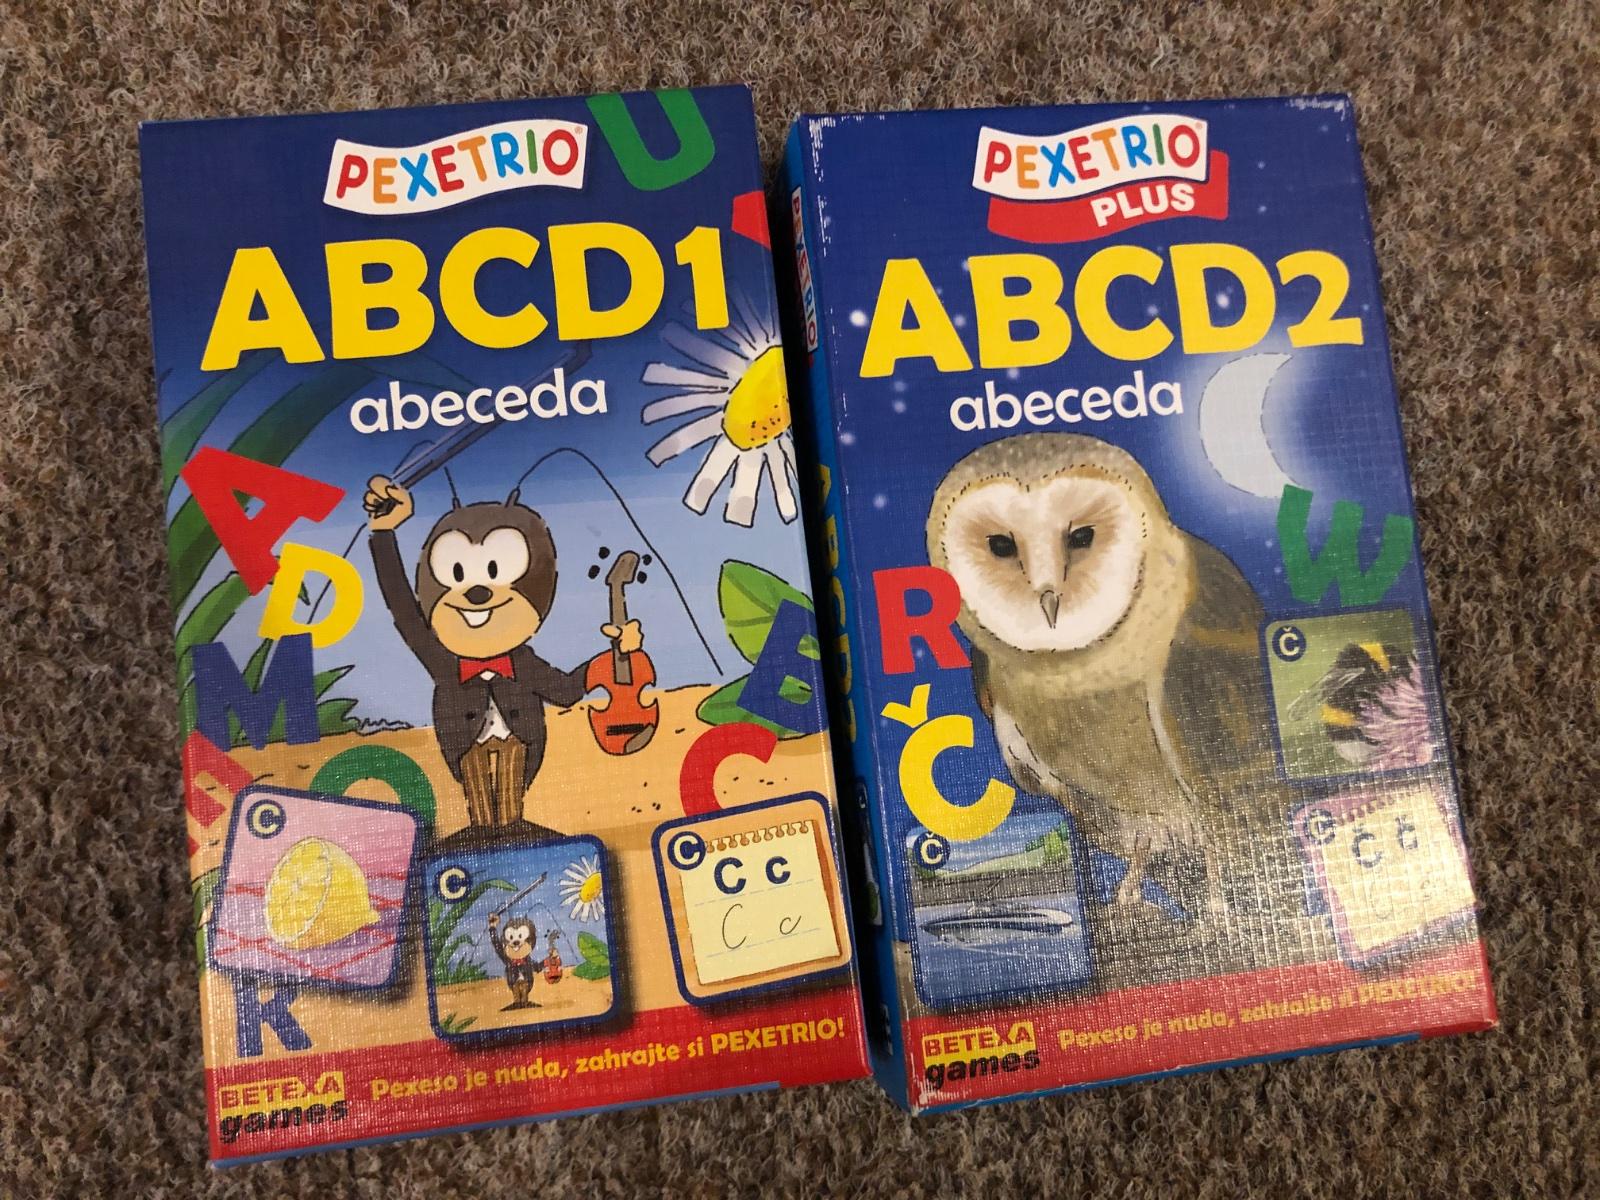 PEXETRIO®
ABCD1
abeceda
U
A
D
M
E
C
K
C
C
C
C c
C c
BETEXA
games
Pexeso je nuda, zahrajte si PEXETRIO!
PEXETRIO
PEXETRIO
PLUS
ABCD2
abeceda
W
R
Č
Č
Č
Č
Č č
BETEXA
games
Pexeso je nuda, zahrajte si PEXETRIO!